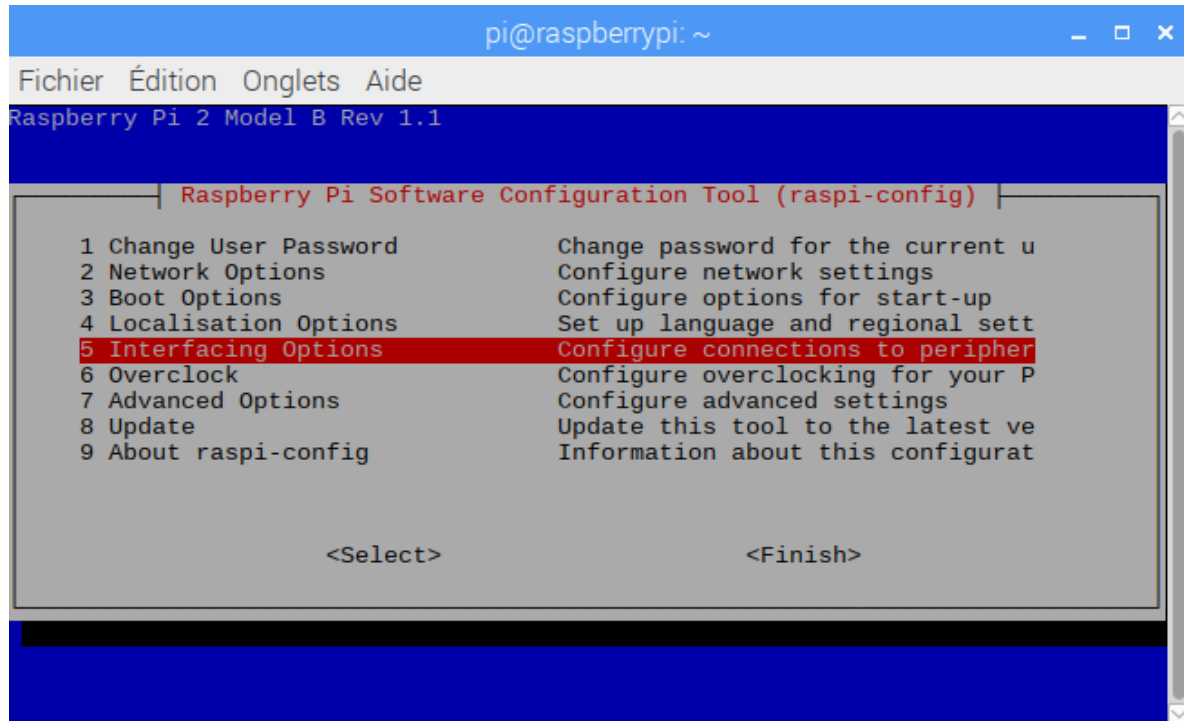 pi@raspberrypi: ~
Fichier Édition Onglets Aide
Raspberry Pi 2 Model B Rev 1.1
Raspberry Pi Software Configuration Tool (raspi-config)
1 Change User Password Change password for the current u
2 Network Options Configure network settings
3 Boot Options Configure options for start-up
4 Localisation Options Set up language and regional sett
5 Interfacing Options Configure connections to peripher
6 Overclock Configure overclocking for your P
7 Advanced Options Configure advanced settings
8 Update Update this tool to the latest ve
9 About raspi-config Information about this configurat
<Select> <Finish>